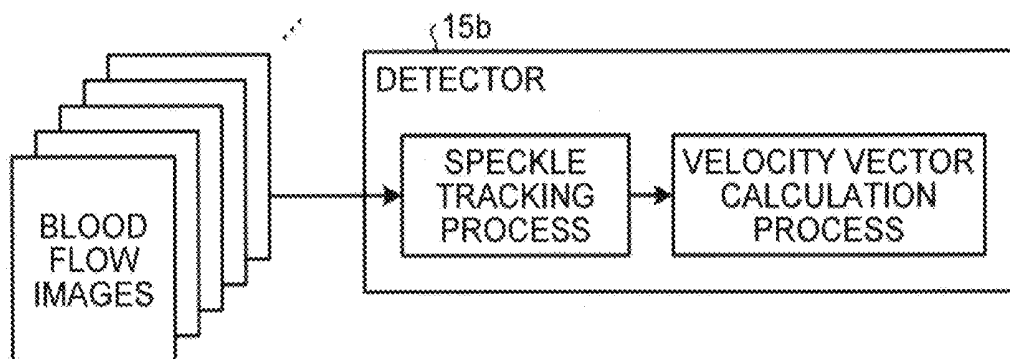 15b
DETECTOR
BLOOD
FLOW
IMAGES
SPECKLE
TRACKING
PROCESS
VELOCITY VECTOR
CALCULATION
PROCESS